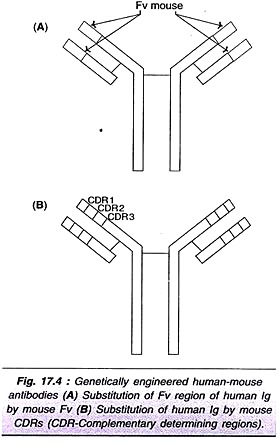 Fv mouse
(A)
(B)
CDR1
CDR2
CDR3
Fig. 17.4 : Genetically engineered human-mouse
antibodies (A) Substitution of Fv region of human Ig
by mouse Fv (B) Substitution of human Ig by mouse
CDRs (CDR-Complementary determining regions).